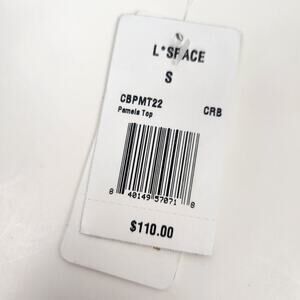 L*SPACE
S
CBPMT22 CRB
Pamela Top
8 40149 57071 8
$110.00